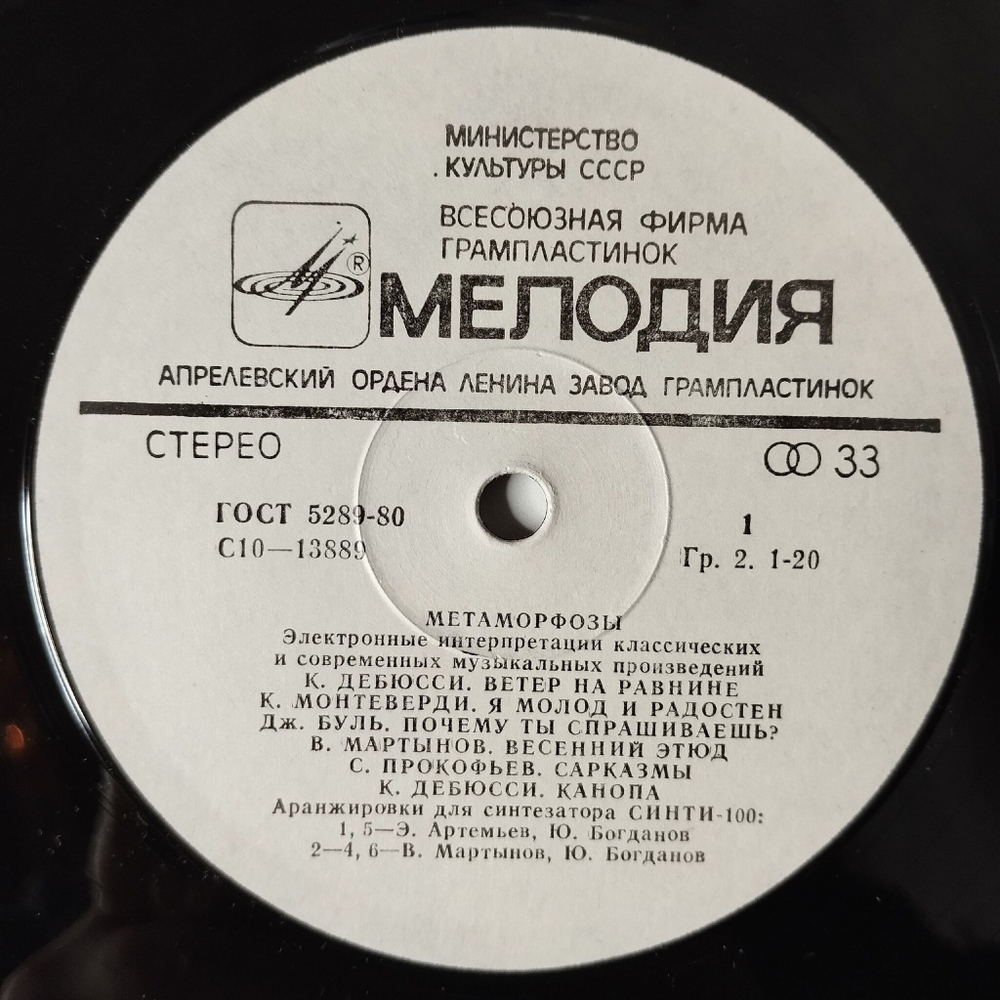 МИНИСТЕРСТВО
КУЛЬТУРЫ СССР
ВСЕСОЮЗНАЯ ФИРМА
ГРАМПЛАСТИНОК
®
МЕЛОДИЯ
АПРЕЛЕВСКИЙ ОРДЕНА ЛЕНИНА ЗАВОД ГРАМПЛАСТИНОК
СТЕРЕО
33
ГОСТ 5289-80
1
С10—13889
Гр. 2. 1-20
МЕТАМОРФОЗЫ
Электронные интерпретации классических
и современных музыкальных произведений
К. ДЕБЮССИ. ВЕТЕР НА РАВНИНЕ
К. МОНТЕВЕРДИ. Я МОЛОД И РАДОСТЕН
Дж. БУЛЬ. ПОЧЕМУ ТЫ СПРАШИВАЕШЬ?
В. МАРТЫНОВ. ВЕСЕННИЙ ЭТЮД
С. ПРОКОФЬЕВ. САРКАЗМЫ
К. ДЕБЮССИ. КАНОПА
Аранжировки для синтезатора СИНТИ-100:
1, 5—Э. Артемьев, Ю. Богданов
2—4, 6—В. Мартынов, Ю. Богданов